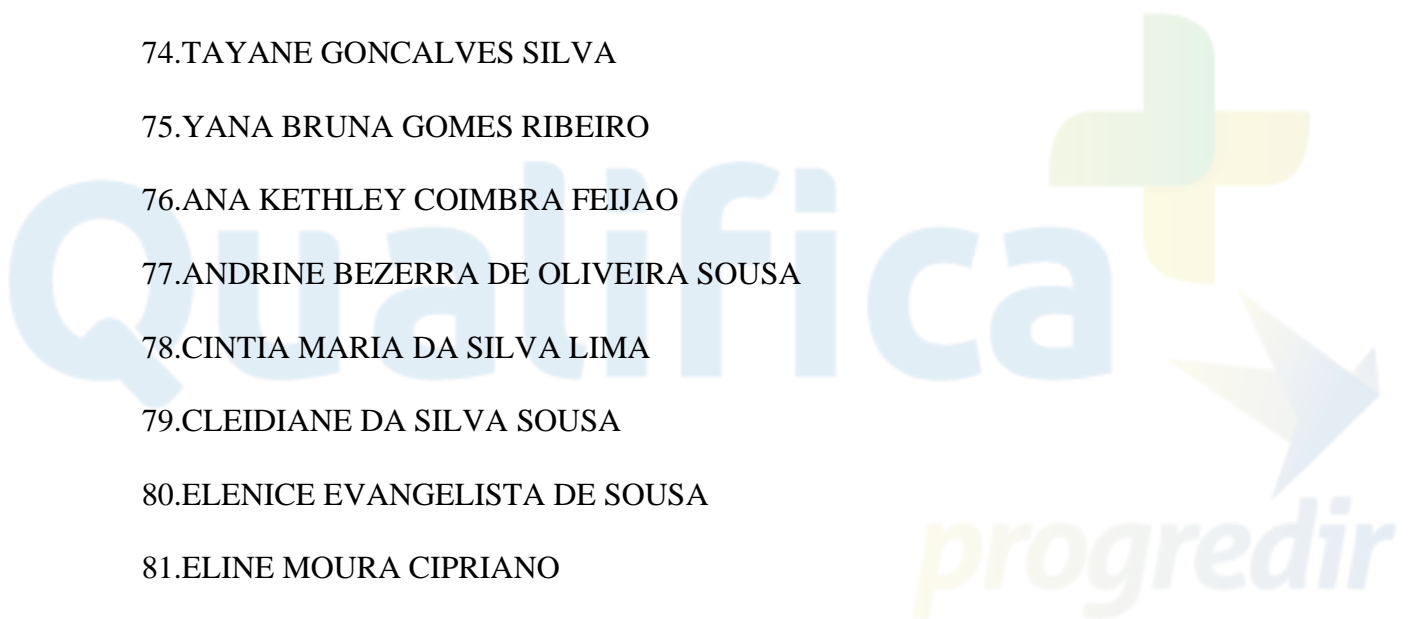 74.TAYANE GONCALVES SILVA
75.YANA BRUNA GOMES RIBEIRO
76.ANA KETHLEY COIMBRA FEIJAO
77.ANDRINE BEZERRA DE OLIVEIRA SOUSA
78.CINTIA MARIA DA SILVA LIMA
79.CLEIDIANE DA SILVA SOUSA
80.ELENICE EVANGELISTA DE SOUSA
81.ELINE MOURA CIPRIANO
Qualifica
progredir